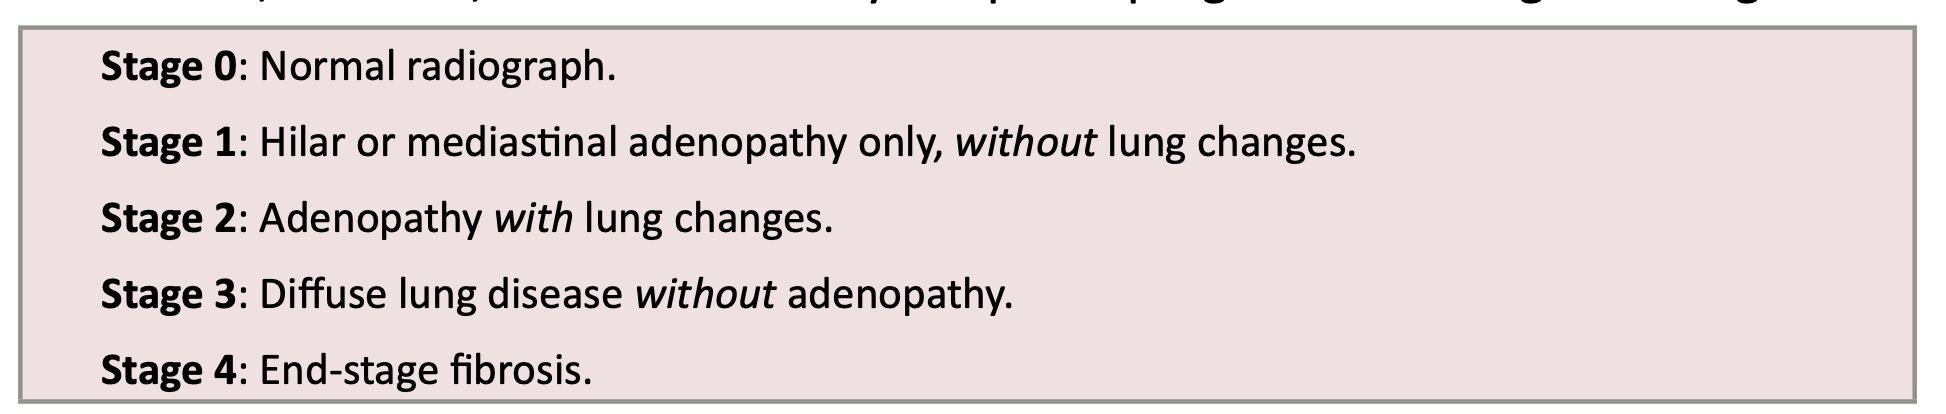 Stage 0: Normal radiograph.
Stage 1: Hilar or mediastinal adenopathy only, without lung changes.
Stage 2: Adenopathy with lung changes.
Stage 3: Diffuse lung disease without adenopathy.
Stage 4: End-stage fibrosis.